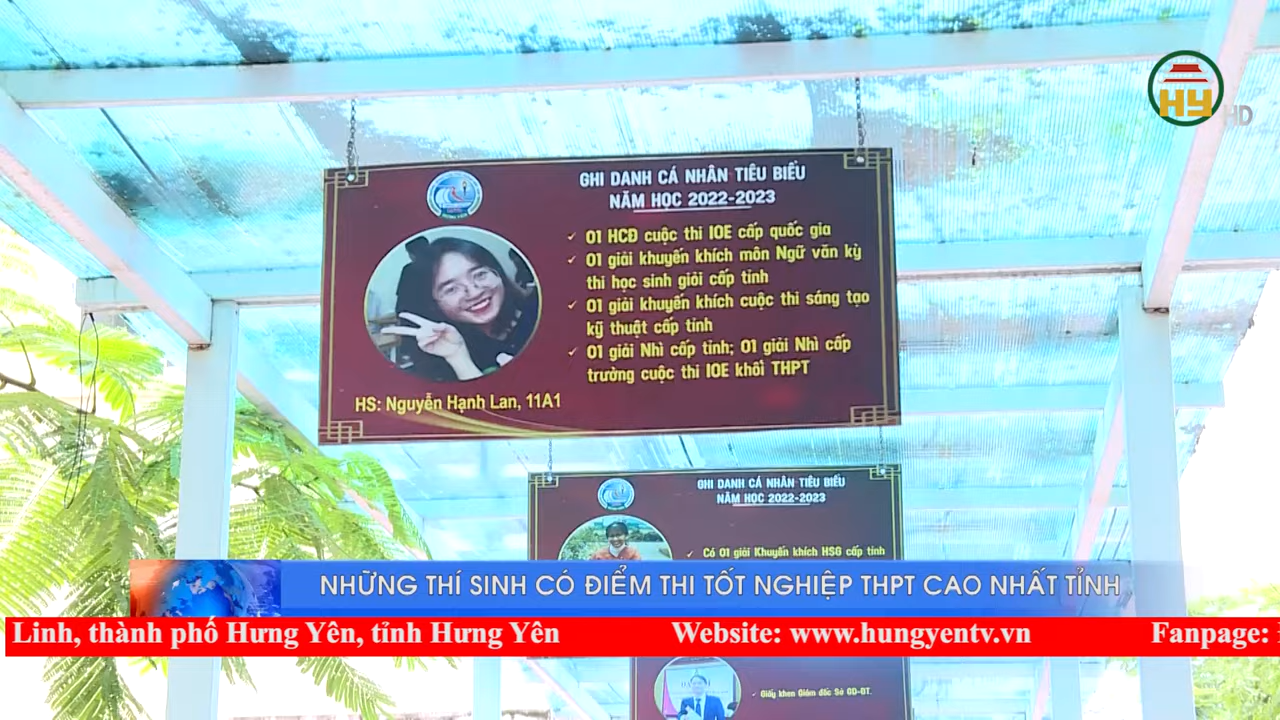 HY HD
GHI DANH CÁ NHÂN TIÊU BIỂU
NĂM HỌC 2022-2023
✓ 01 HCĐ cuộc thi IOE cấp quốc gia
✓ 01 giải khuyến khích môn Ngữ văn kỳ
thi học sinh giỏi cấp tỉnh
✓ 01 giải khuyến khích cuộc thi sáng tạo
kỹ thuật cấp tỉnh
✓ 01 giải Nhì cấp tỉnh; 01 giải Nhì cấp
trường cuộc thi IOE khối THPT
HS: Nguyễn Hạnh Lan, 11A1
GHI DANH CÁ NHÂN TIÊU BIỂU
NĂM HỌC 2022-2023
✓ Có 01 giải Khuyến khích HSG cấp tỉnh
NHỮNG THÍ SINH CÓ ĐIỂM THI TỐT NGHIỆP THPT CAO NHẤT TỈNH
Linh, thành phố Hưng Yên, tỉnh Hưng Yên Website: www.hungyentv.vn Fanpage:
✓ Giấy khen Giám đốc Sở GD-ĐT.